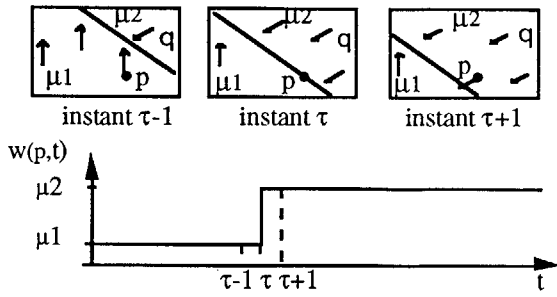 μ2
q
μ1
p
μ2
q
μ1
p
μ2
q
μ1
p
instant τ-1
instant τ
instant τ+1
w(p,t)
μ2
μ1
τ-1 τ τ+1
t